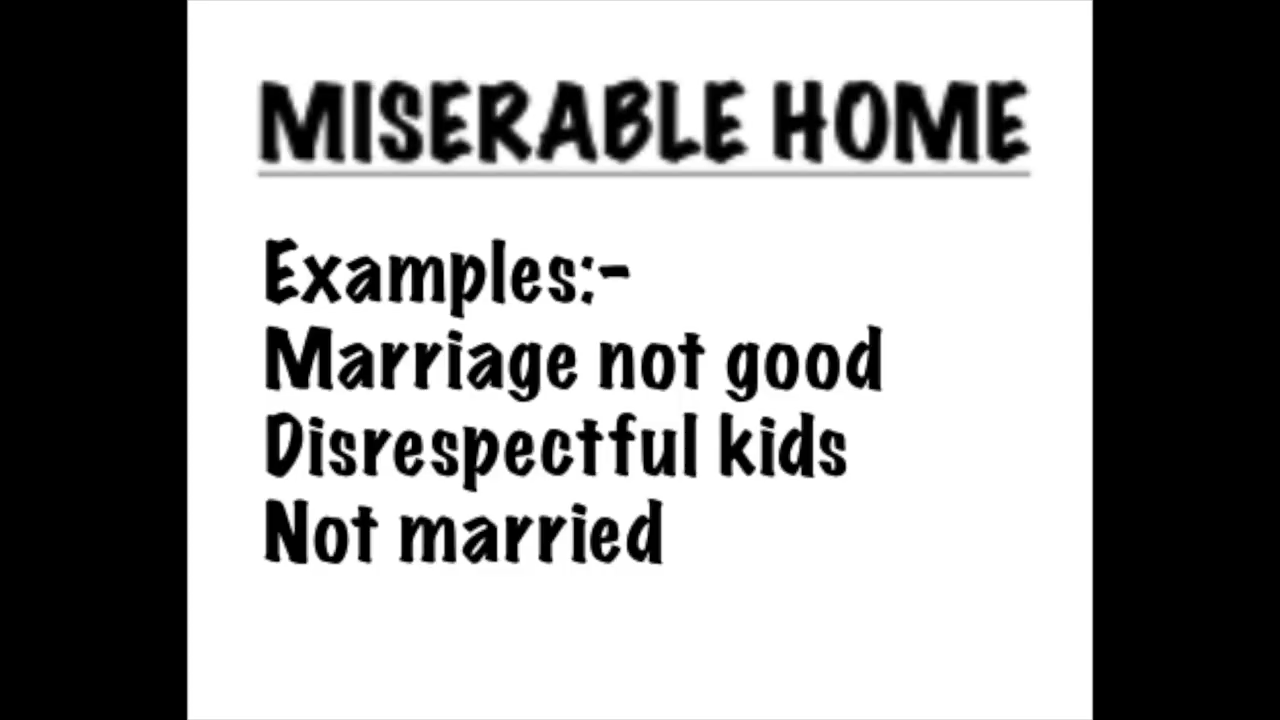 MISERABLE HOME
Examples:-
Marriage not good
Disrespectful kids
Not married